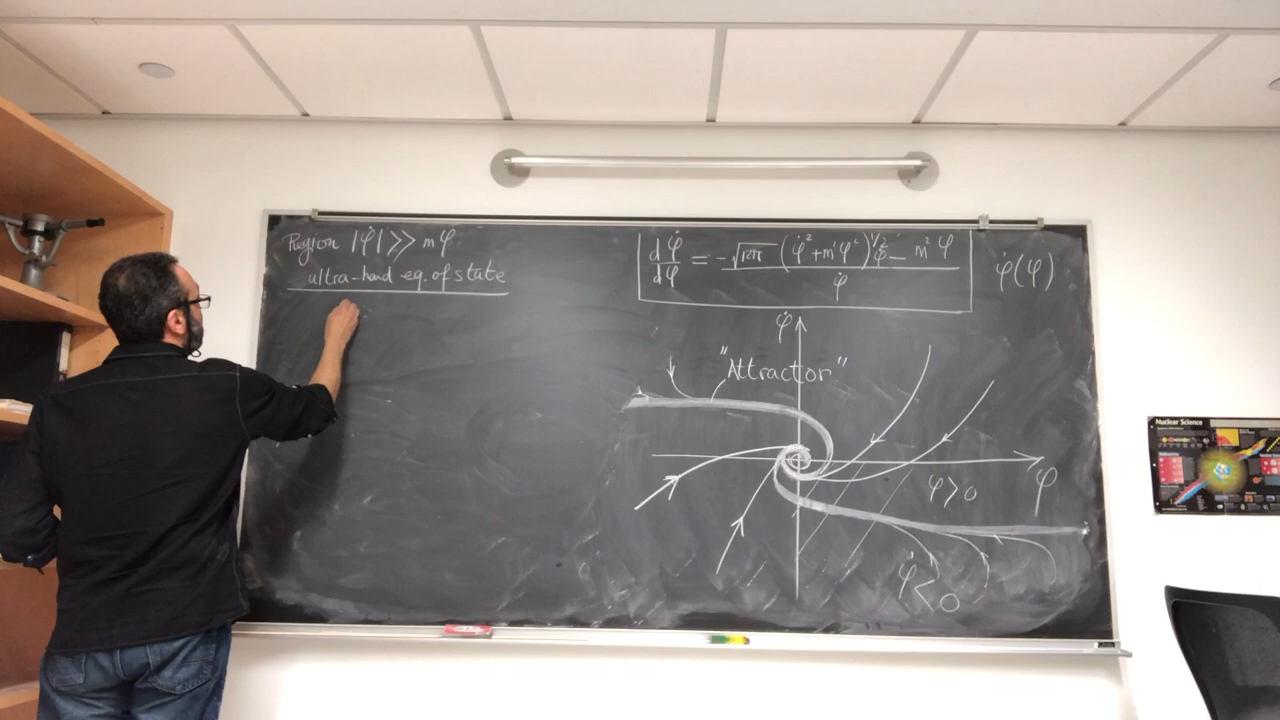 Region |φ̇| >> mφ
ultra-hard eq. of state
dφ̇/dφ = - √12π (φ̇² + m²φ²)^1/2 φ̇ - m²φ / φ̇
φ̇(φ)
φ̇
"Attractor"
φ>0
φ
φ̇<0
Nuclear Science